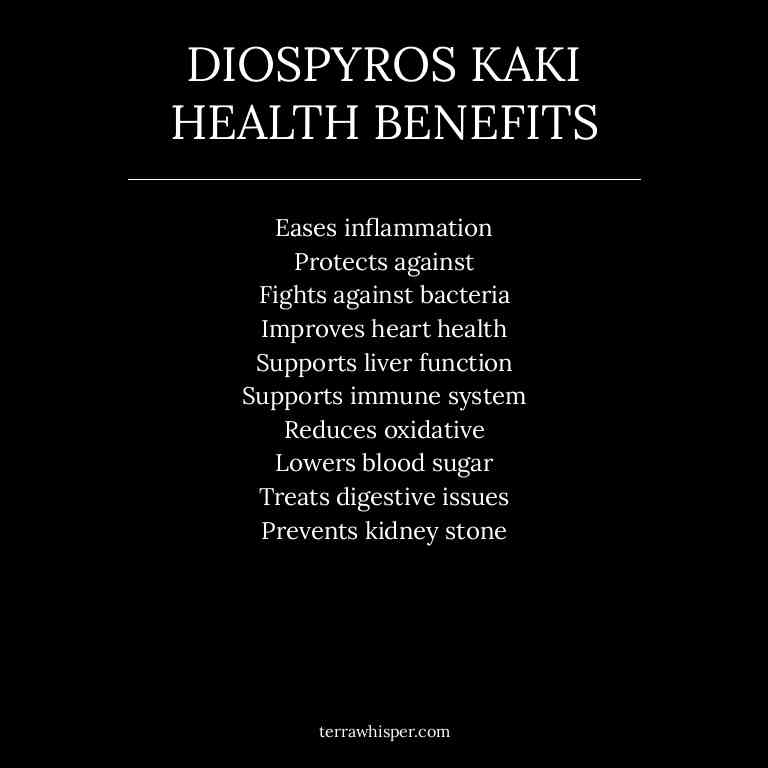 DIOSPYROS KAKI
HEALTH BENEFITS
Eases inflammation
Protects against
Fights against bacteria
Improves heart health
Supports liver function
Supports immune system
Reduces oxidative
Lowers blood sugar
Treats digestive issues
Prevents kidney stone
terrawhisper.com